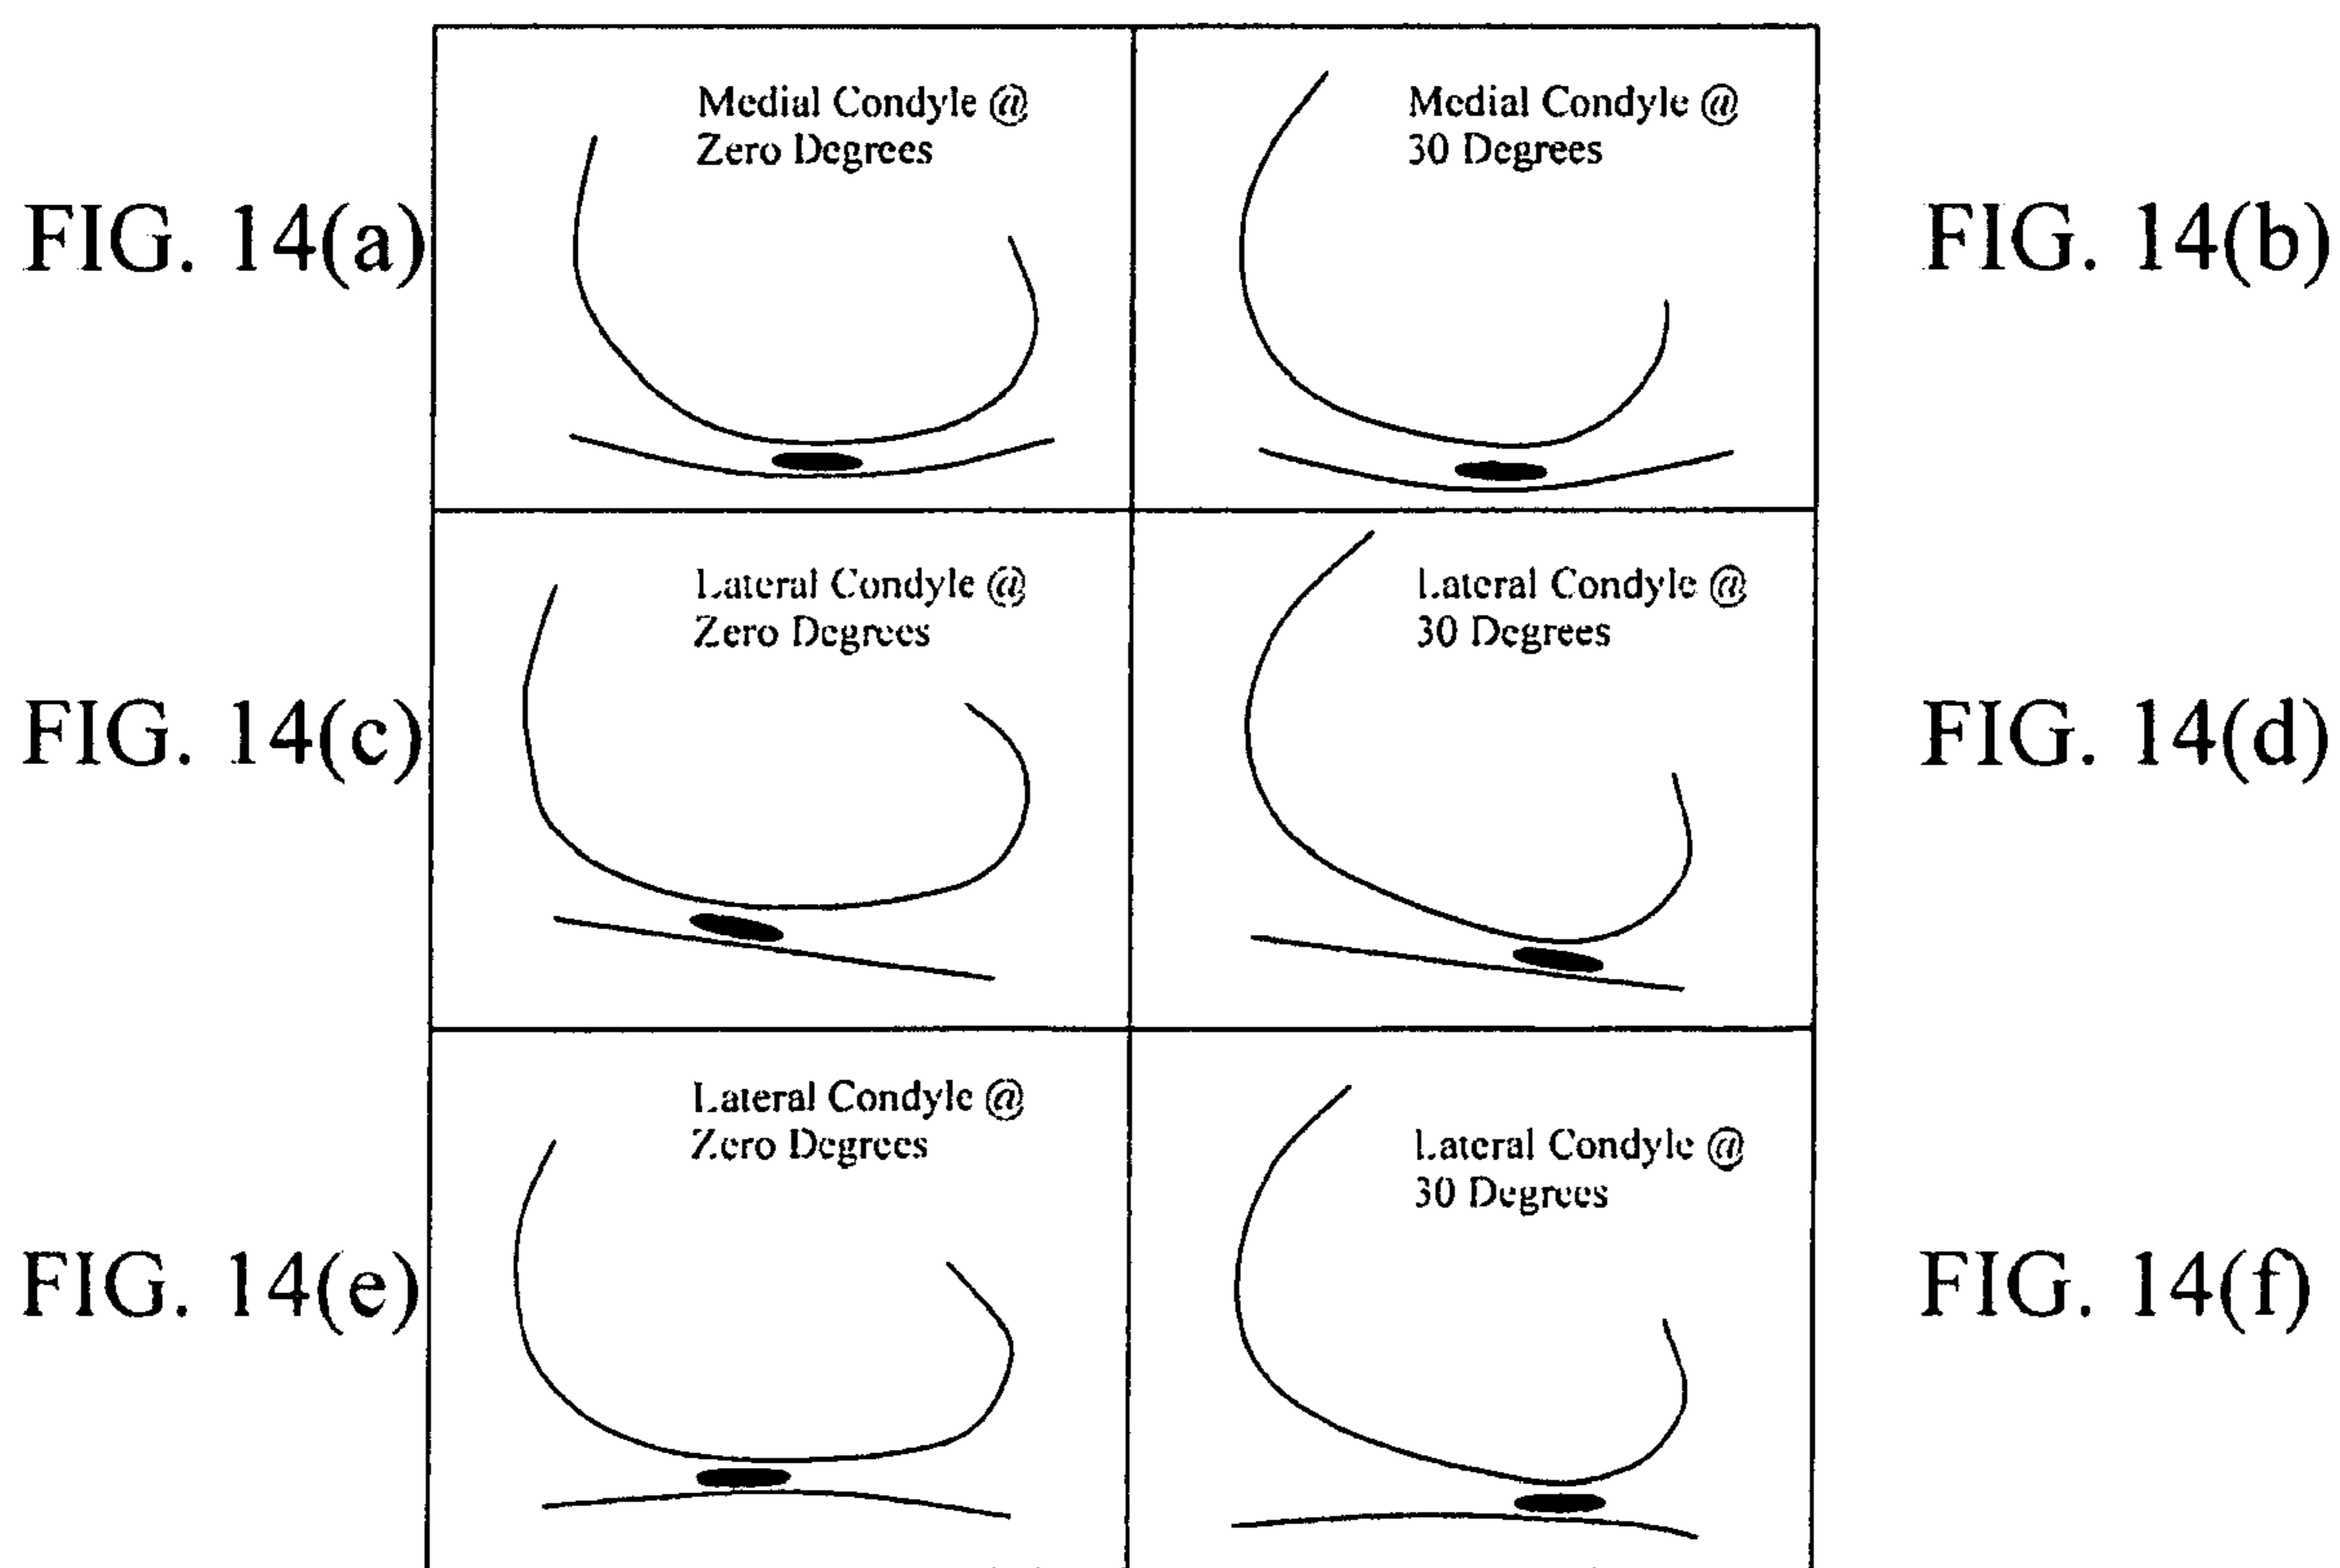 FIG. 14(a)
Medial Condyle @
Zero Degrees
Medial Condyle @
30 Degrees
FIG. 14(b)
FIG. 14(c)
Lateral Condyle @
Zero Degrees
Lateral Condyle @
30 Degrees
FIG. 14(d)
FIG. 14(e)
Lateral Condyle @
Zero Degrees
Lateral Condyle @
30 Degrees
FIG. 14(f)